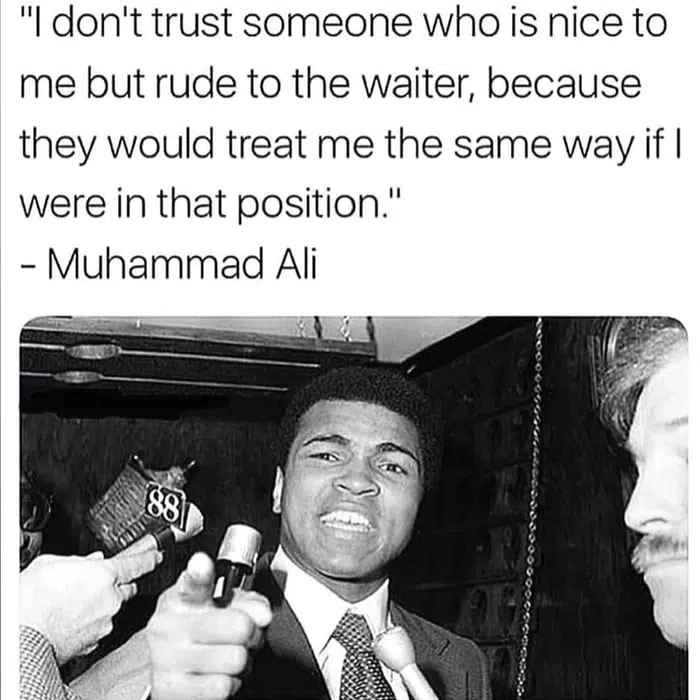 "I don't trust someone who is nice to
me but rude to the waiter, because
they would treat me the same way if I
were in that position."
- Muhammad Ali
88